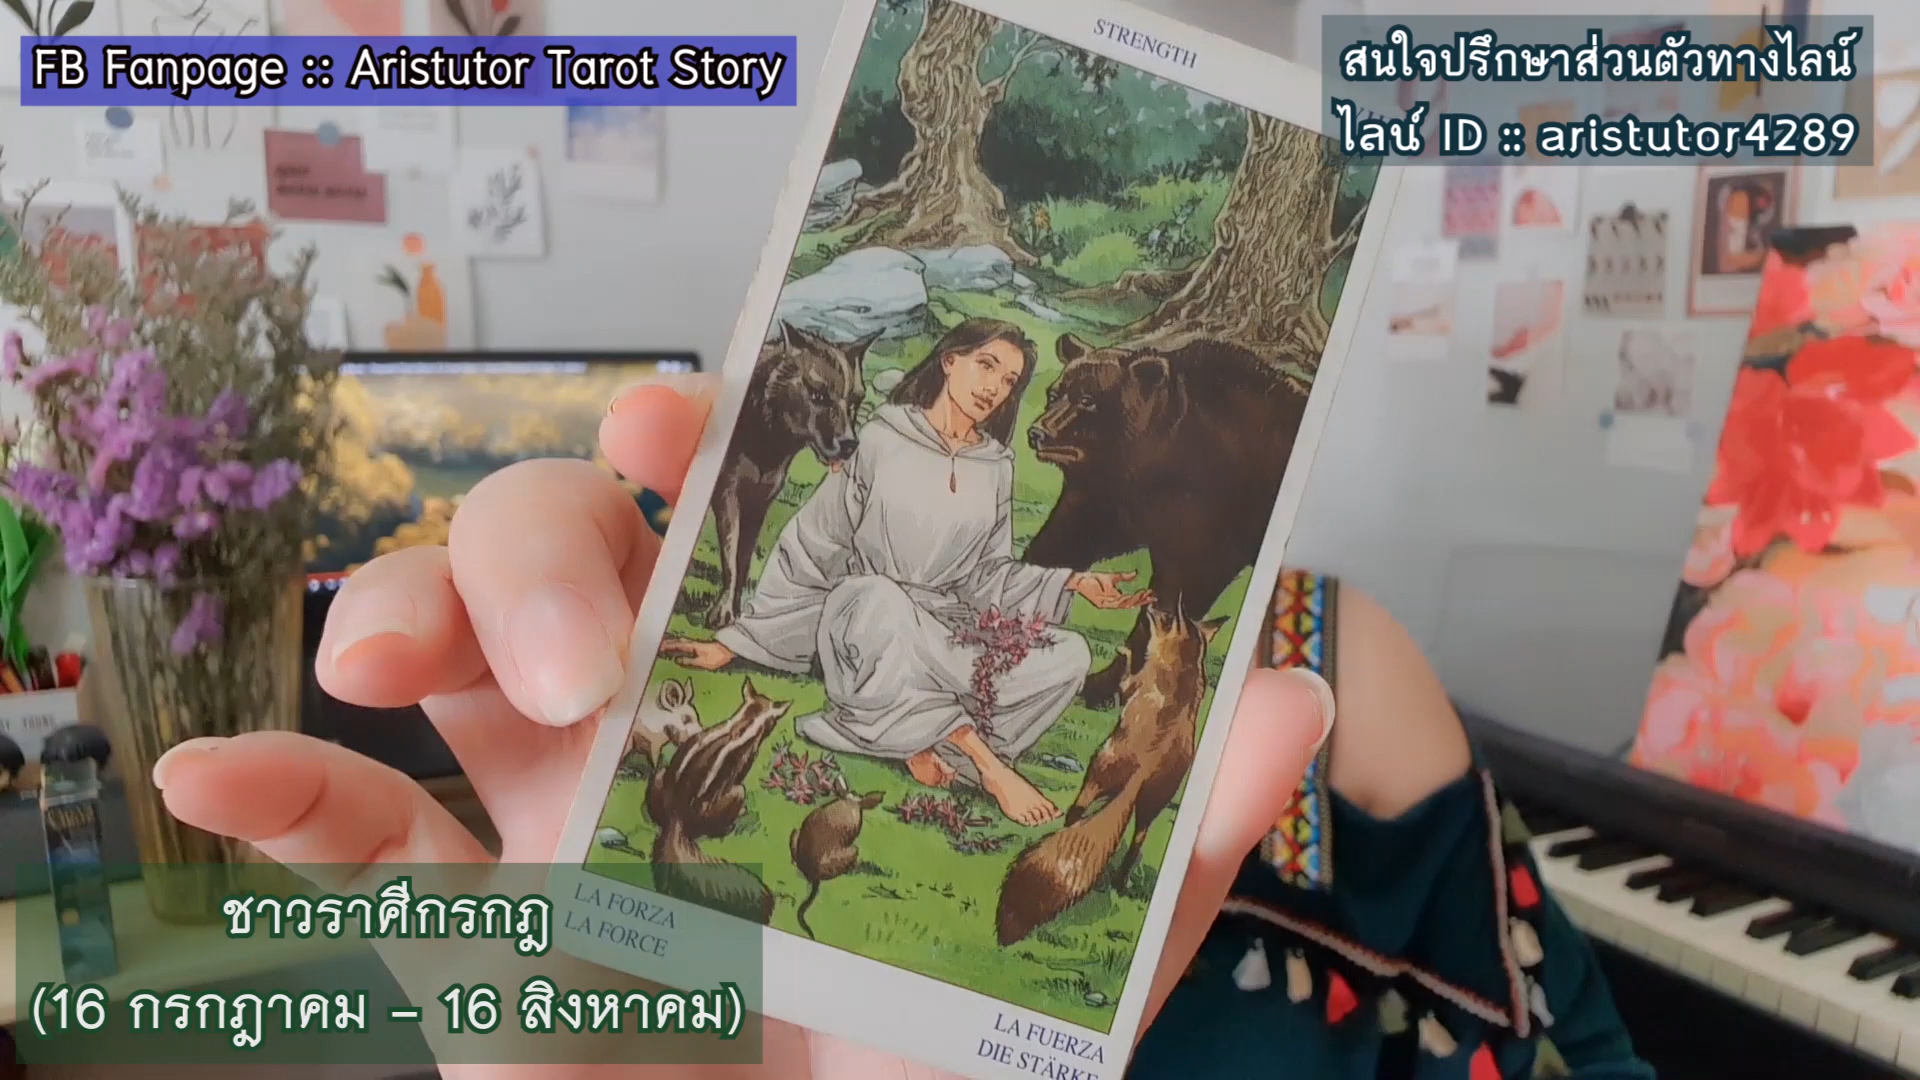 FB Fanpage :: Aristutor Tarot Story
สนใจปรึกษาส่วนตัวทางไลน์
ไลน์ ID :: aristutor4289
STRENGTH
ชาวราศีกรกฎ
(16 กรกฎาคม – 16 สิงหาคม)
LA FORZA
LA FORCE
LA FUERZA
DIE STÄRKE